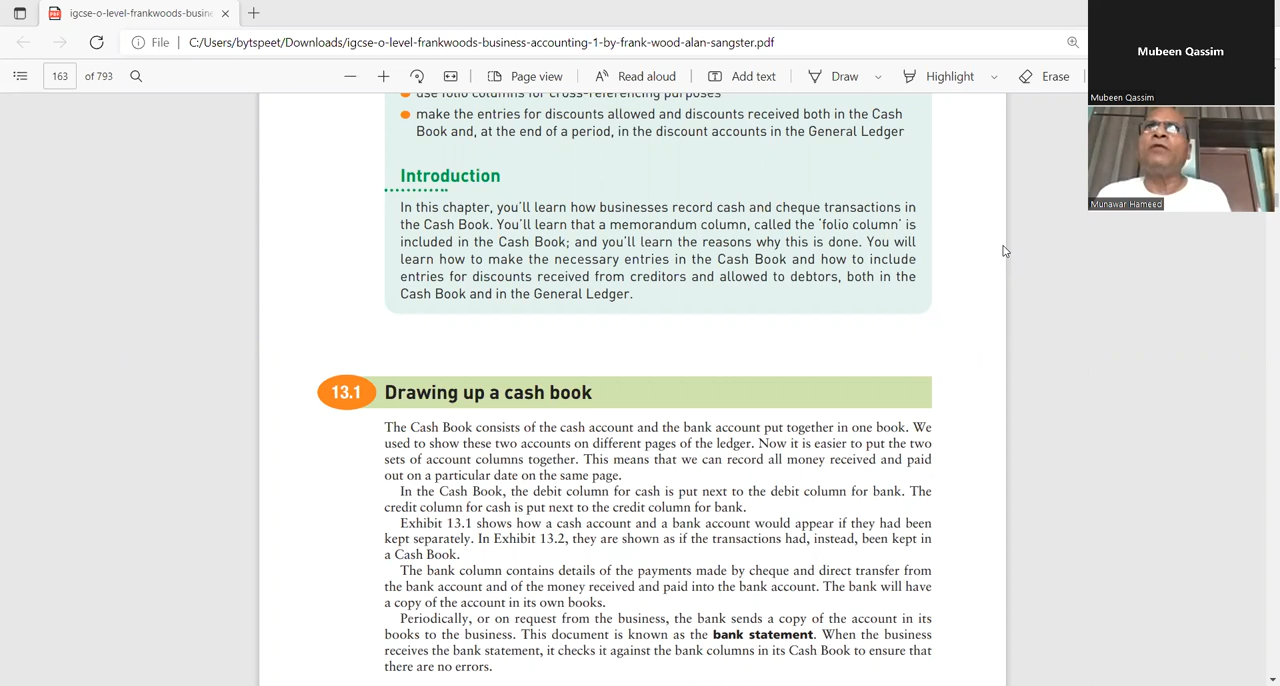 igcse-o-level-frankwoods-busine
File
C:/Users/bytspeet/Downloads/igcse-o-level-frankwoods-business-accounting-1-by-frank-wood-alan-sangster.pdf
163 of 793
Page view
Read aloud
Add text
Draw
Highlight
Erase
Mubeen Qassim
Mubeen Qassim
Munawar Hameed
use folio columns for cross-referencing purposes
make the entries for discounts allowed and discounts received both in the Cash
Book and, at the end of a period, in the discount accounts in the General Ledger
Introduction
In this chapter, you'll learn how businesses record cash and cheque transactions in
the Cash Book. You'll learn that a memorandum column, called the 'folio column' is
included in the Cash Book; and you'll learn the reasons why this is done. You will
learn how to make the necessary entries in the Cash Book and how to include
entries for discounts received from creditors and allowed to debtors, both in the
Cash Book and in the General Ledger.
13.1 Drawing up a cash book
The Cash Book consists of the cash account and the bank account put together in one book. We
used to show these two accounts on different pages of the ledger. Now it is easier to put the two
sets of account columns together. This means that we can record all money received and paid
out on a particular date on the same page.
In the Cash Book, the debit column for cash is put next to the debit column for bank. The
credit column for cash is put next to the credit column for bank.
Exhibit 13.1 shows how a cash account and a bank account would appear if they had been
kept separately. In Exhibit 13.2, they are shown as if the transactions had, instead, been kept in
a Cash Book.
The bank column contains details of the payments made by cheque and direct transfer from
the bank account and of the money received and paid into the bank account. The bank will have
a copy of the account in its own books.
Periodically, or on request from the business, the bank sends a copy of the account in its
books to the business. This document is known as the bank statement. When the business
receives the bank statement, it checks it against the bank columns in its Cash Book to ensure that
there are no errors.